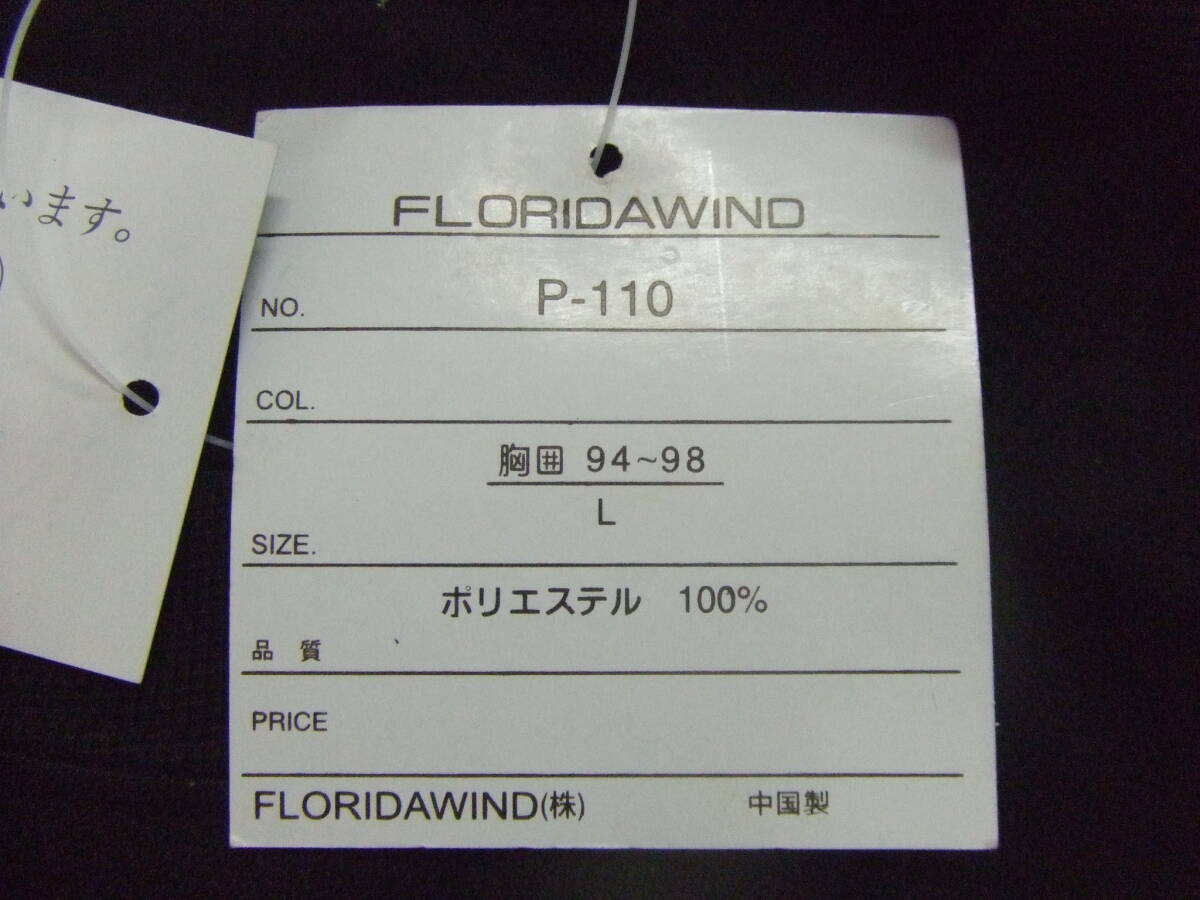 います。
FLORIDAWIND
NO. P-110
COL.
胸囲 94~98
L
SIZE.
ポリエステル 100%
品 質
PRICE
FLORIDAWIND(株) 中国製